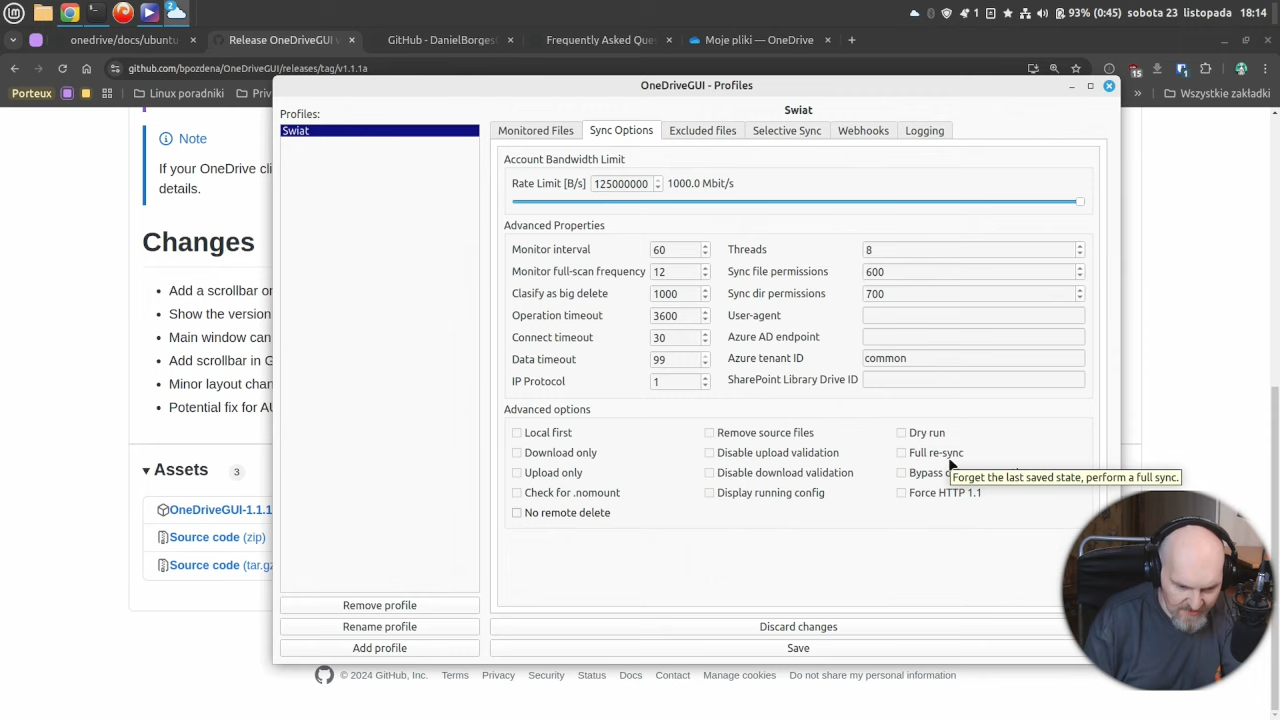 93% (0:45) sobota 23 listopada 18:14
onedrive/docs/ubuntu
Release OneDriveGUI
GitHub - DanielBorges
Frequently Asked Ques
Moje pliki — OneDrive
github.com/bpozdena/OneDriveGUI/releases/tag/v1.1.1a
Porteux
Linux poradniki
Wszystkie zakładki
Note
If your OneDrive cli
details.
Changes
Add a scrollbar
Show the version
Main window can
Add scrollbar in G
Minor layout chan
Potential fix for AU
Assets 3
OneDriveGUI-1.1.1
Source code (zip)
Source code (tar.gz
© 2024 GitHub, Inc. Terms Privacy Security Status Docs Contact Manage cookies Do not share my personal information
OneDriveGUI - Profiles
Profiles:
Swiat
Remove profile
Rename profile
Add profile
Swiat
Monitored Files Sync Options Excluded files Selective Sync Webhooks Logging
Account Bandwidth Limit
Rate Limit [B/s] 125000000 1000.0 Mbit/s
Advanced Properties
Monitor interval 60 Threads 8
Monitor full-scan frequency 12 Sync file permissions 600
Clasify as big delete 1000 Sync dir permissions 700
Operation timeout 3600 User-agent
Connect timeout 30 Azure AD endpoint
Data timeout 99 Azure tenant ID common
IP Protocol 1 SharePoint Library Drive ID
Advanced options
Local first Remove source files Dry run
Download only Disable upload validation Full re-sync
Upload only Disable download validation Bypass
Check for .nomount Display running config Force HTTP 1.1
No remote delete
Forget the last saved state, perform a full sync.
Discard changes
Save